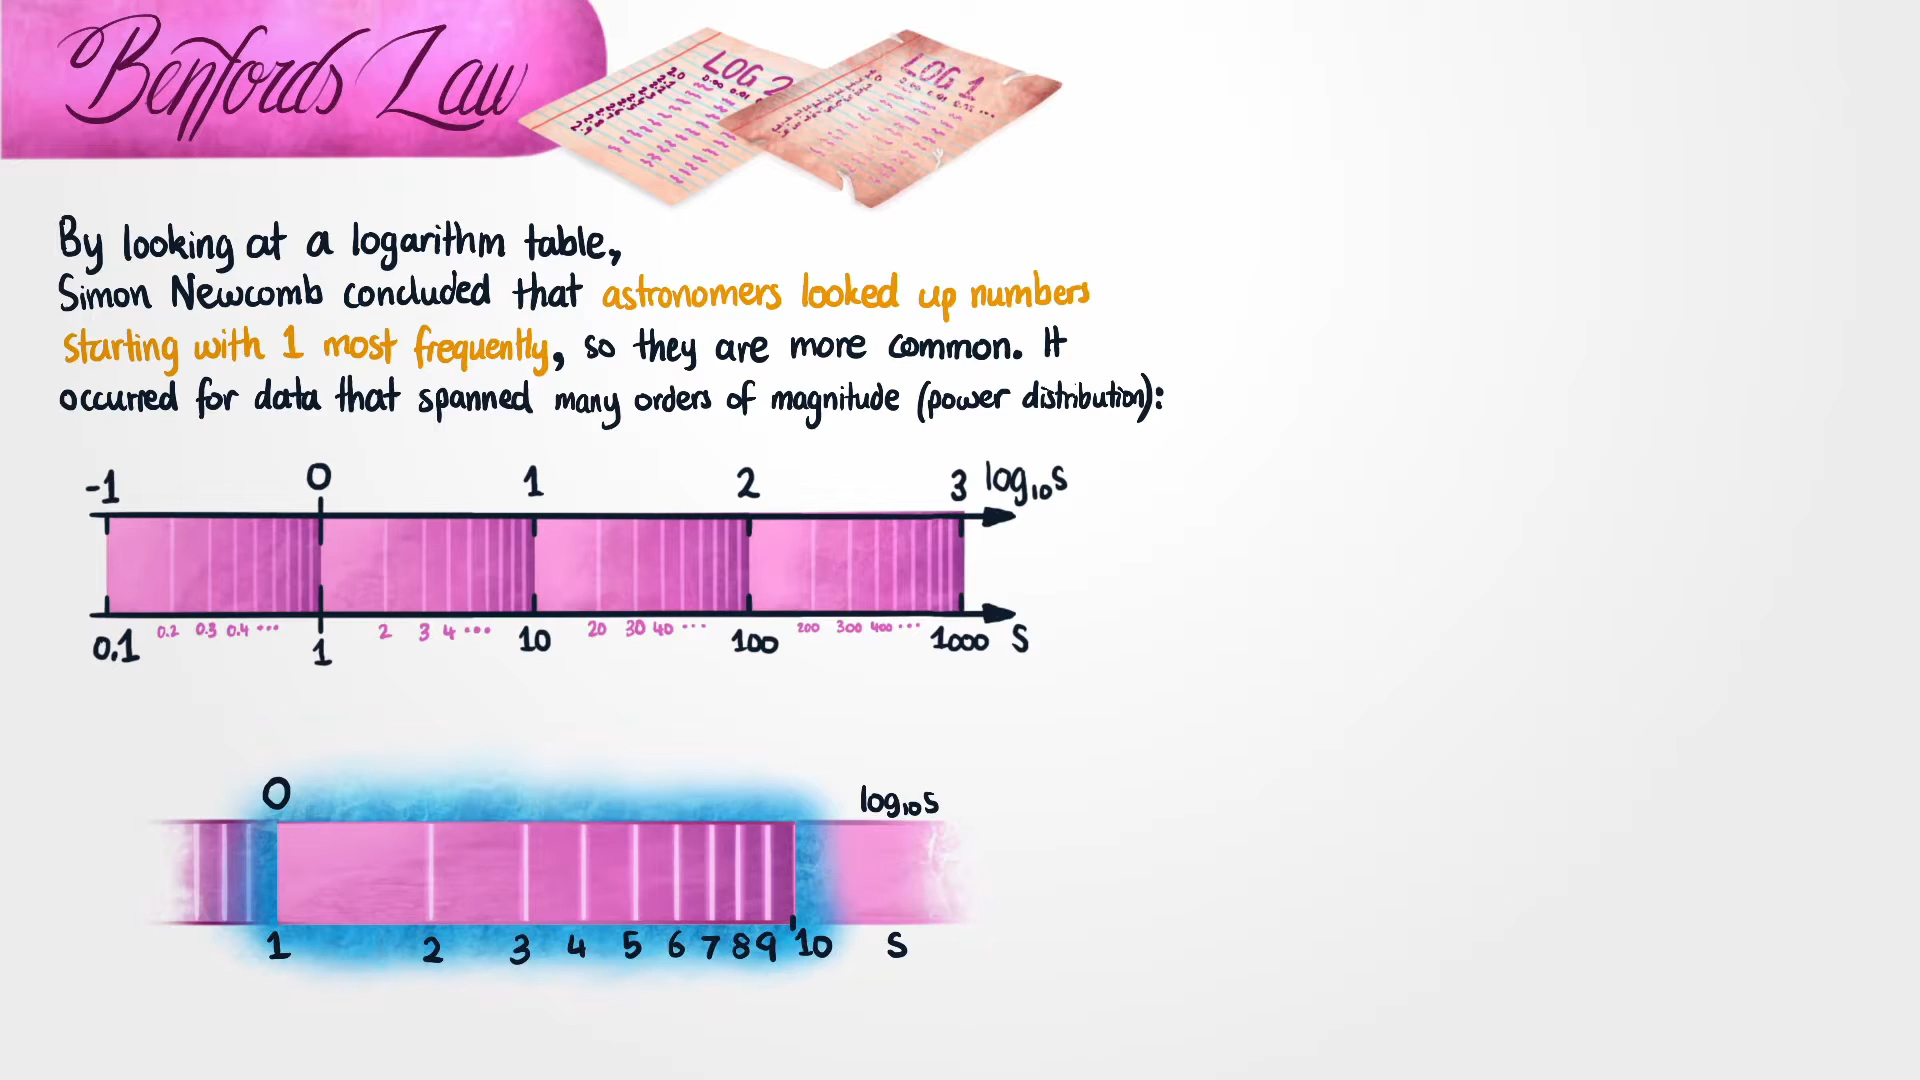 Benfords Law
LOG 2
LOG 1
By looking at a logarithm table,
Simon Newcomb concluded that astronomers looked up numbers
starting with 1 most frequently, so they are more common. It
occurred for data that spanned many orders of magnitude (power distribution):
-1 0 1 2 3 log₁₀s
0.2 0.3 0.4 ... 2 3 4 ... 20 30 40 ... 200 300 400 ...
0.1 1 10 100 1000 s
0 log₁₀s
1 2 3 4 5 6 7 8 9 10 s